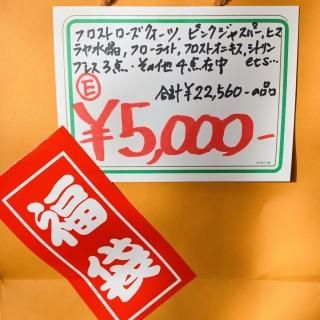 フロストローズクオーツ、ピンクジャスパー、ヒマ
ラヤ水晶、フローライト、フロストオニキス、シトリン
ブレス3点・その他4点在中 etc…
Ⓔ 合計¥22,560-の品
¥5,000-
福袋